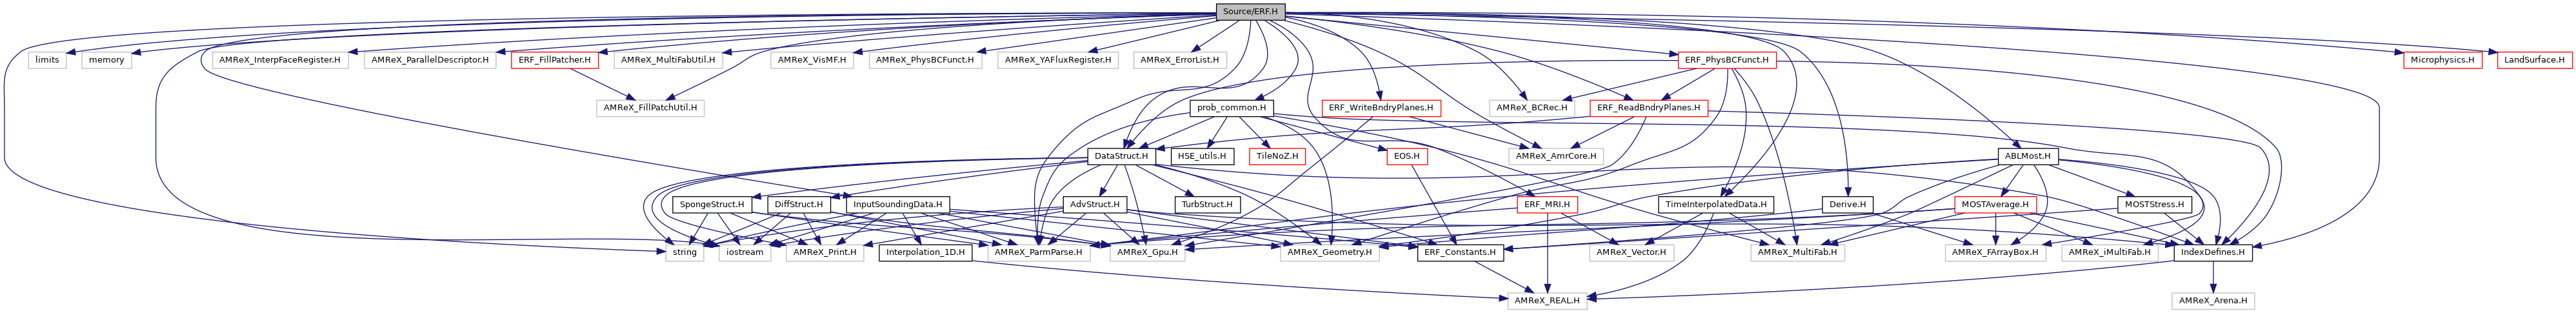 Source/ERF.H
limits
memory
AMReX_InterpFaceRegister.H
AMReX_ParallelDescriptor.H
ERF_FillPatcher.H
AMReX_MultiFabUtil.H
AMReX_VisMF.H
AMReX_PhysBCFunct.H
AMReX_YAFluxRegister.H
AMReX_ErrorList.H
ERF_PhysBCFunct.H
Microphysics.H
LandSurface.H
AMReX_FillPatchUtil.H
prob_common.H
ERF_WriteBndryPlanes.H
AMReX_BCRec.H
ERF_ReadBndryPlanes.H
DataStruct.H
HSE_utils.H
TileNoZ.H
EOS.H
AMReX_AmrCore.H
ABLMost.H
SpongeStruct.H
DiffStruct.H
InputSoundingData.H
AdvStruct.H
TurbStruct.H
ERF_MRI.H
TimeInterpolatedData.H
Derive.H
MOSTAverage.H
MOSTStress.H
string
iostream
AMReX_Print.H
Interpolation_1D.H
AMReX_ParmParse.H
AMReX_Gpu.H
AMReX_Geometry.H
ERF_Constants.H
AMReX_Vector.H
AMReX_MultiFab.H
AMReX_FArrayBox.H
AMReX_iMultiFab.H
IndexDefines.H
AMReX_REAL.H
AMReX_Arena.H